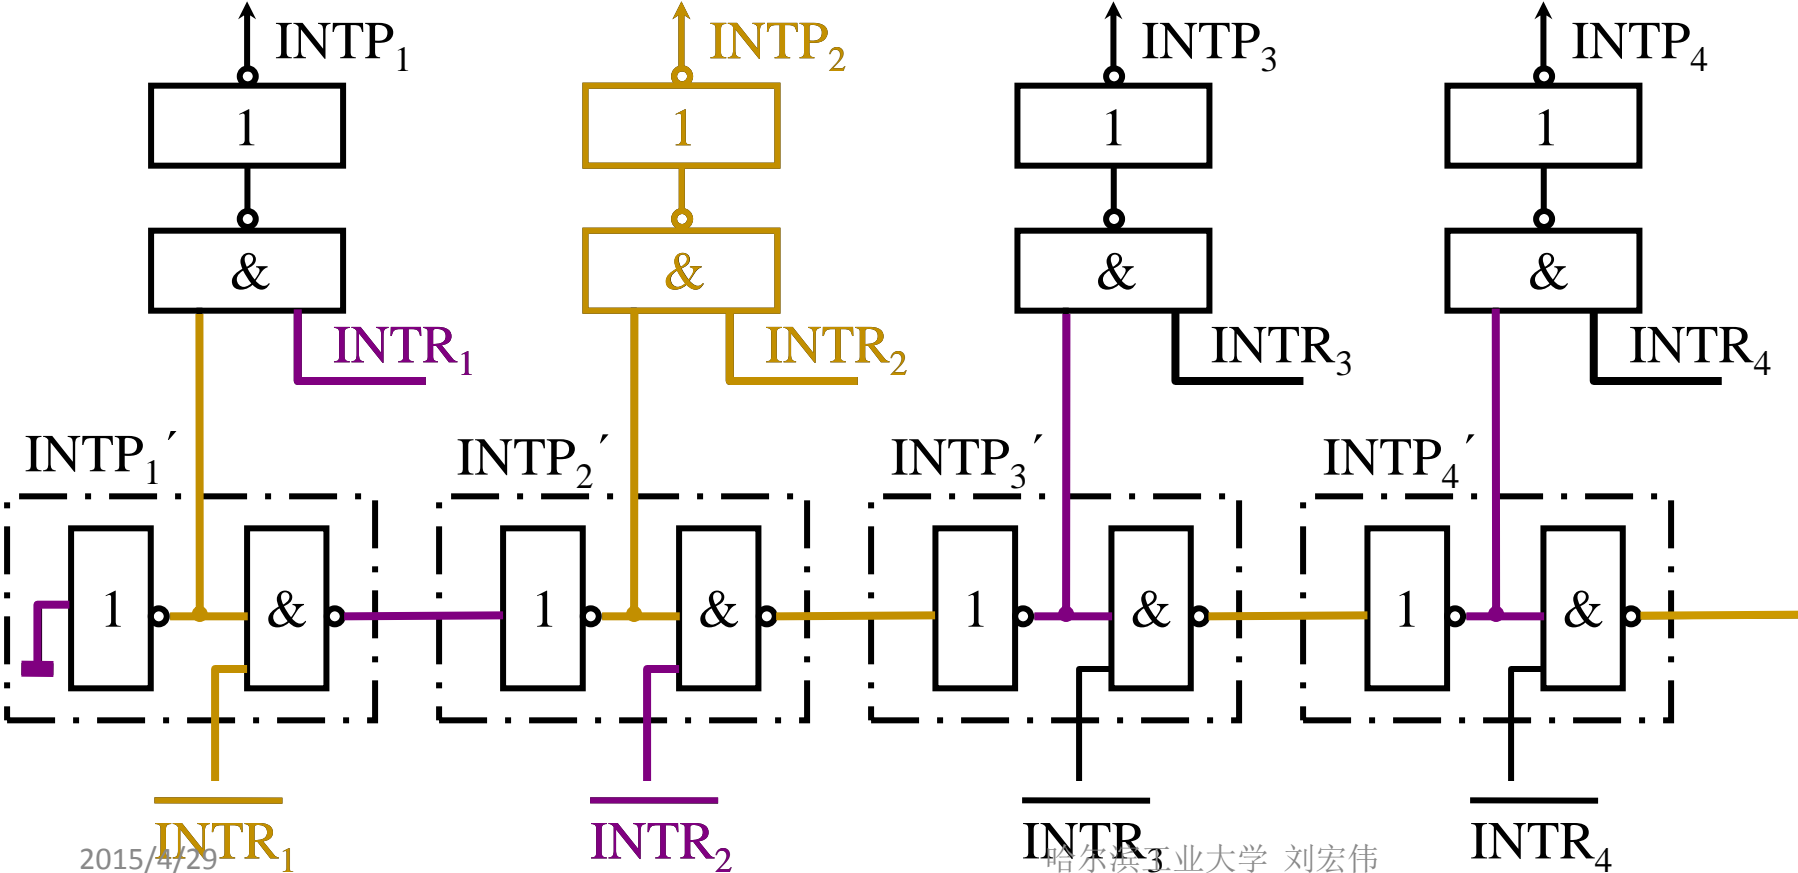 INTP1 INTP2 INTP3 INTP4
1 1 1 1
& & & &
INTR1 INTR2 INTR3 INTR4
INTP1′ INTP2′ INTP3′ INTP4′
1 & 1 & 1 & 1 &
INTR1 INTR2 INTR3 INTR4
2015/4/29 哈尔滨工业大学 刘宏伟